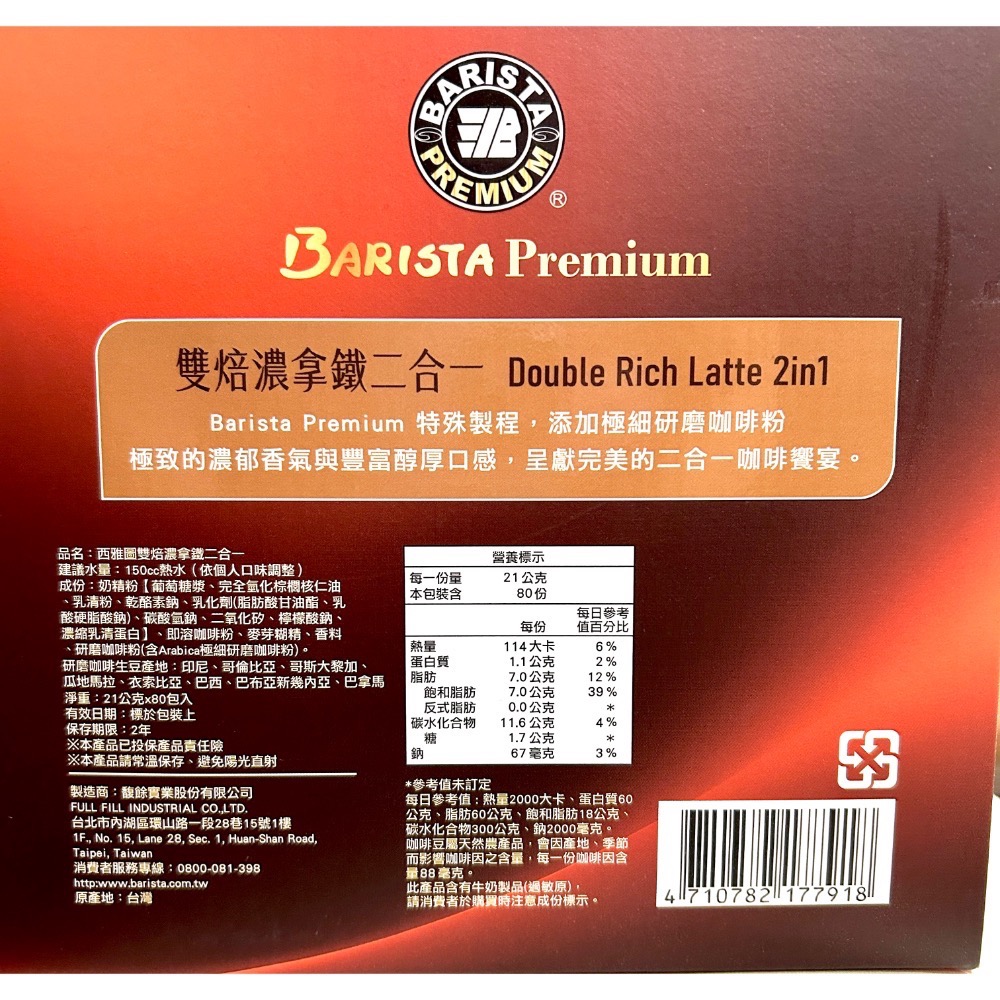 BARISTA
PREMIUM
®
BARISTA Premium
雙焙濃拿鐵二合一 Double Rich Latte 2in1
Barista Premium 特殊製程，添加極細研磨咖啡粉
極致的濃郁香氣與豐富醇厚口感，呈獻完美的二合一咖啡饗宴。
品名：西雅圖雙焙濃拿鐵二合一
建議水量：150cc熱水（依個人口味調整）
成份：奶精粉【葡萄糖漿、完全氫化棕櫚核仁油
、乳清粉、乾酪素鈉、乳化劑(脂肪酸甘油酯、乳
酸硬脂酸鈉)、碳酸氫鈉、二氧化矽、檸檬酸鈉、
濃縮乳清蛋白】、即溶咖啡粉、麥芽糊精、香料
、研磨咖啡粉(含Arabica極細研磨咖啡粉)。
研磨咖啡生豆產地：印尼、哥倫比亞、哥斯大黎加、
瓜地馬拉、衣索比亞、巴西、巴布亞新幾內亞、巴拿馬
淨重：21公克x80包入
有效日期：標於包裝上
保存期限：2年
※本產品已投保產品責任險
※本產品請常溫保存、避免陽光直射
製造商：馥餘實業股份有限公司
FULL FILL INDUSTRIAL CO.,LTD.
台北市內湖區環山路一段28巷15號1樓
1F., No. 15, Lane 28, Sec. 1, Huan-Shan Road,
Taipei, Taiwan
消費者服務專線：0800-081-398
http:www.barista.com.tw
原產地：台灣
營養標示
每一份量 21公克
本包裝含 80份
每份 每日參考值百分比
熱量 114大卡 6%
蛋白質 1.1公克 2%
脂肪 7.0公克 12%
飽和脂肪 7.0公克 39%
反式脂肪 0.0公克 *
碳水化合物 11.6公克 4%
糖 1.7公克 *
鈉 67毫克 3%
*參考值未訂定
每日參考值：熱量2000大卡、蛋白質60
公克、脂肪60公克、飽和脂肪18公克、
碳水化合物300公克、鈉2000毫克。
咖啡豆屬天然農產品，會因產地、季節
而影響咖啡因之含量，每一份咖啡因含
量88毫克。
此產品含有牛奶製品(過敏原)，
請消費者於購買時注意成份標示。
4 710782 177918